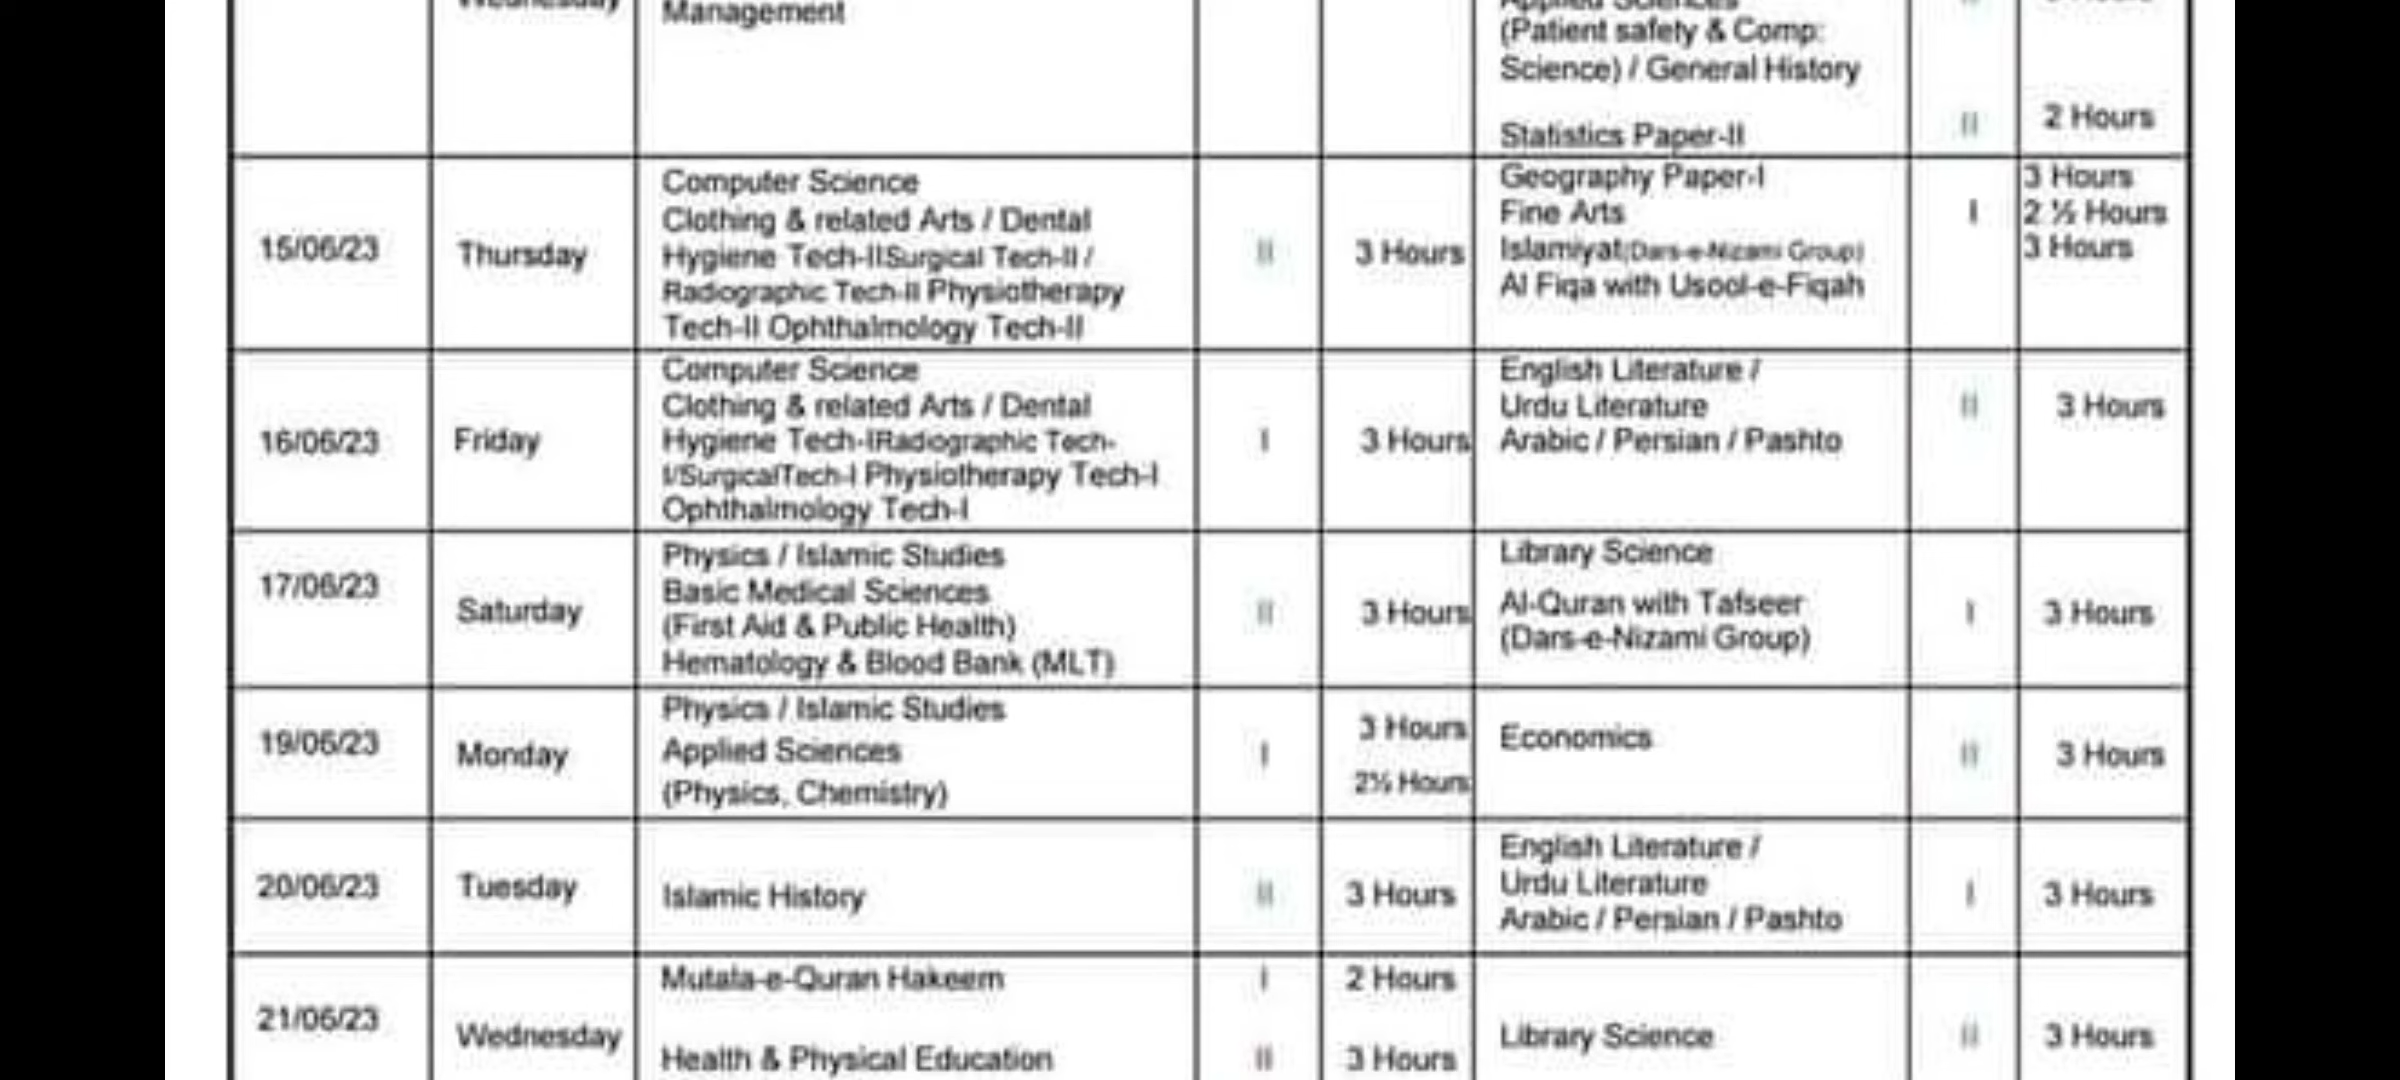 Wednesday
Management
Applied Sciences
II
(Patient safety & Comp:
Science) / General History
Statistics Paper-II
II
2 Hours
15/06/23
Thursday
Computer Science
Clothing & related Arts / Dental
Hygiene Tech-IISurgical Tech-II /
Radiographic Tech-II Physiotherapy
Tech-II Ophthalmology Tech-II
II
3 Hours
Geography Paper-I
Fine Arts
Islamiyat(Dars-e-Nizami Group)
Al Fiqa with Usool-e-Fiqah
I
3 Hours
2 ½ Hours
3 Hours
16/06/23
Friday
Computer Science
Clothing & related Arts / Dental
Hygiene Tech-IRadiographic Tech-
I/SurgicalTech-I Physiotherapy Tech-I
Ophthalmology Tech-I
I
3 Hours
English Literature /
Urdu Literature
Arabic / Persian / Pashto
II
3 Hours
17/06/23
Saturday
Physics / Islamic Studies
Basic Medical Sciences
(First Aid & Public Health)
Hematology & Blood Bank (MLT)
II
3 Hours
Library Science
Al-Quran with Tafseer
(Dars-e-Nizami Group)
I
3 Hours
19/06/23
Monday
Physics / Islamic Studies
Applied Sciences
(Physics, Chemistry)
I
3 Hours
2½ Hours
Economics
II
3 Hours
20/06/23
Tuesday
Islamic History
II
3 Hours
English Literature /
Urdu Literature
Arabic / Persian / Pashto
I
3 Hours
21/06/23
Wednesday
Mutala-e-Quran Hakeem
I
2 Hours
Health & Physical Education
II
3 Hours
Library Science
II
3 Hours